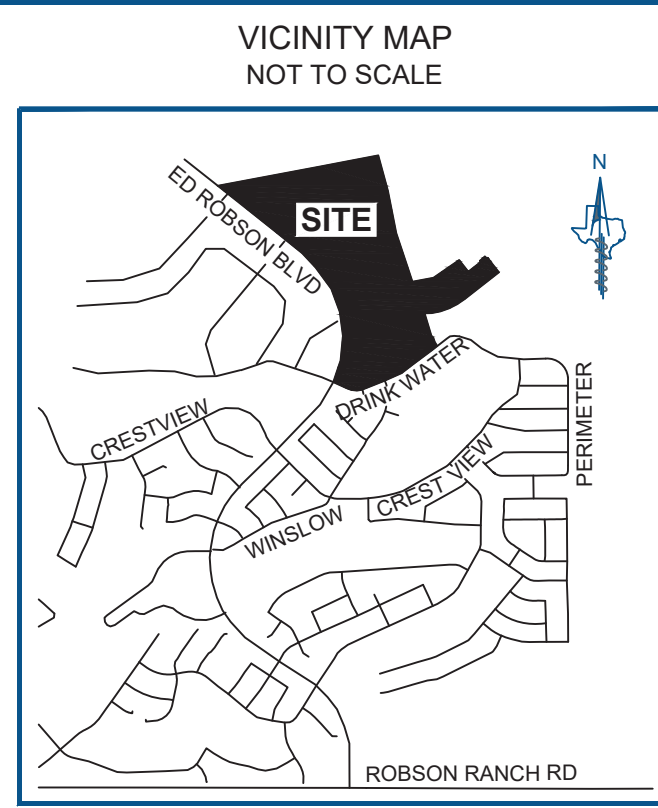 VICINITY MAP
NOT TO SCALE
N
ED ROBSON BLVD
SITE
DRINK WATER
PERIMETER
CRESTVIEW
CREST VIEW
WINSLOW
ROBSON RANCH RD